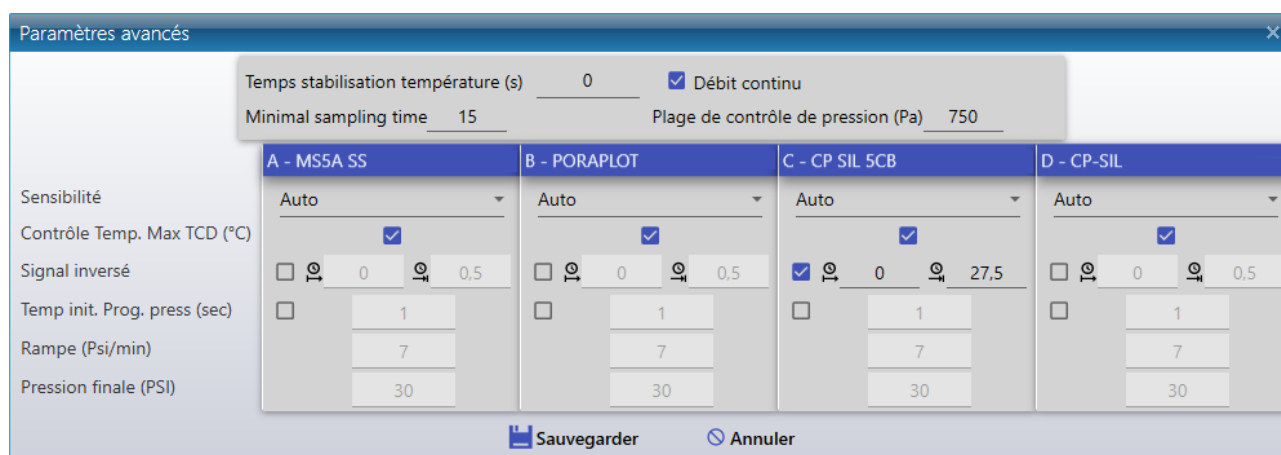 Paramètres avancés
Temps stabilisation température (s) 0 Débit continu
Minimal sampling time 15 Plage de contrôle de pression (Pa) 750
A - MS5A SS B - PORAPLOT C - CP SIL 5CB D - CP-SIL
Sensibilité Auto Auto Auto Auto
Contrôle Temp. Max TCD (°C)
Signal inversé 0 0,5 0 0,5 0 27,5 0 0,5
Temp init. Prog. press (sec) 1 1 1 1
Rampe (Psi/min) 7 7 7 7
Pression finale (PSI) 30 30 30 30
Sauvegarder Annuler